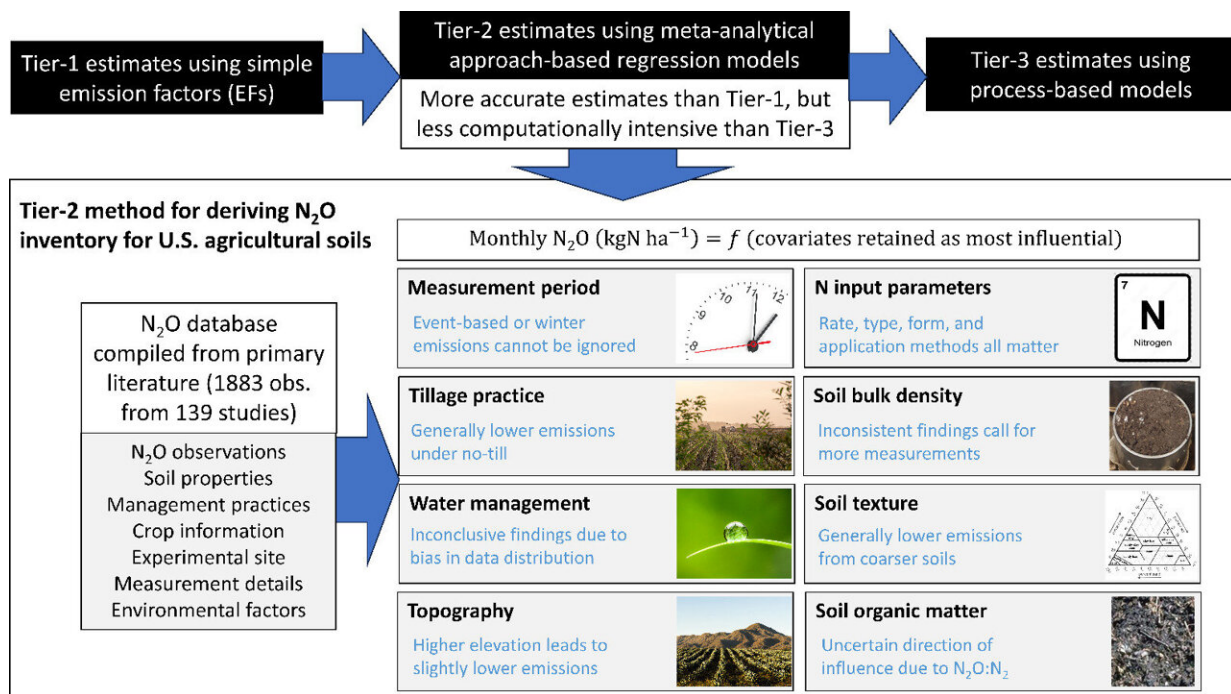 Tier-1 estimates using simple
emission factors (EFs)
Tier-2 estimates using meta-analytical
approach-based regression models
More accurate estimates than Tier-1, but
less computationally intensive than Tier-3
Tier-3 estimates using
process-based models
Tier-2 method for deriving N₂O
inventory for U.S. agricultural soils
N₂O database
compiled from primary
literature (1883 obs.
from 139 studies)
N₂O observations
Soil properties
Management practices
Crop information
Experimental site
Measurement details
Environmental factors
Monthly N₂O (kgN ha⁻¹) = f (covariates retained as most influential)
Measurement period
Event-based or winter
emissions cannot be ignored
8 9 10 11 12
N input parameters
Rate, type, form, and
application methods all matter
7
N
Nitrogen
Tillage practice
Generally lower emissions
under no-till
Soil bulk density
Inconsistent findings call for
more measurements
Water management
Inconclusive findings due to
bias in data distribution
Soil texture
Generally lower emissions
from coarser soils
Topography
Higher elevation leads to
slightly lower emissions
Soil organic matter
Uncertain direction of
influence due to N₂O:N₂